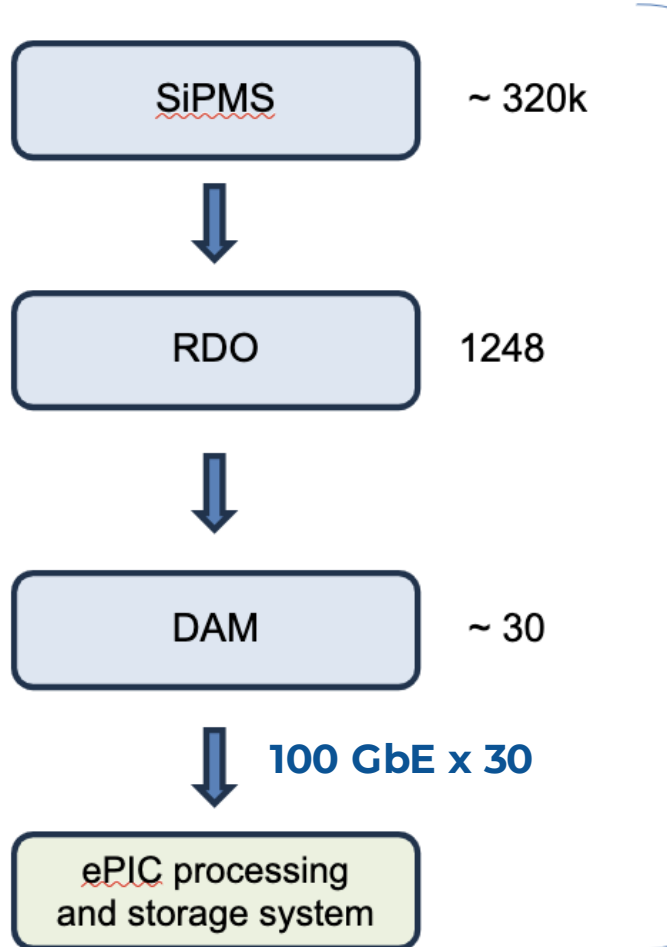 SiPMS
~ 320k
RDO
1248
DAM
~ 30
100 GbE x 30
ePIC processing
and storage system